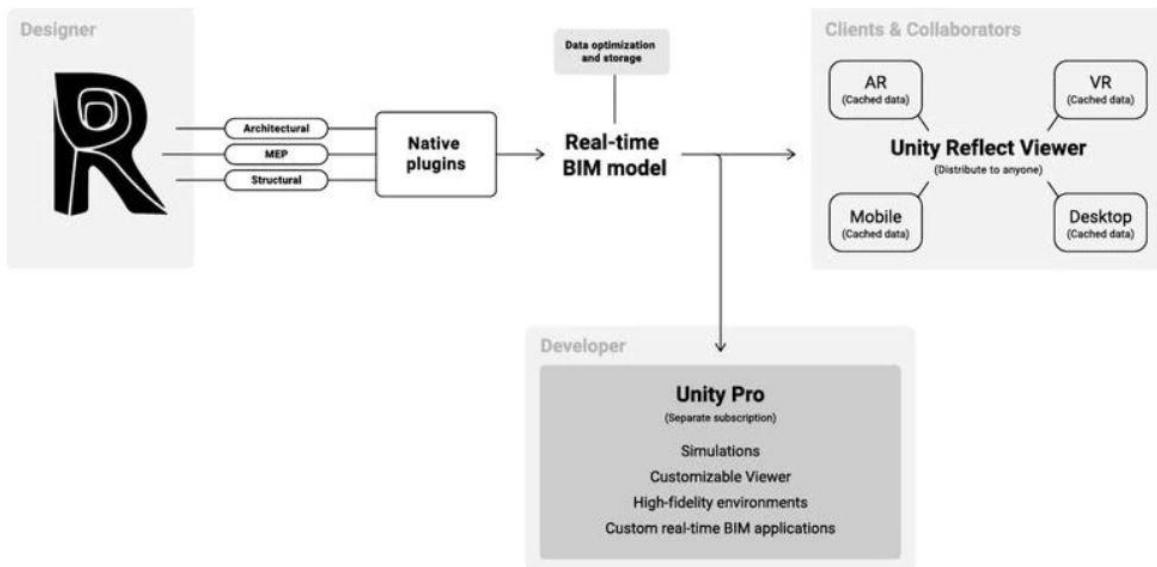 Designer
Architectural
MEP
Structural
Native
plugins
Data optimization
and storage
Real-time
BIM model
Clients & Collaborators
AR
(Cached data)
VR
(Cached data)
Unity Reflect Viewer
(Distribute to anyone)
Mobile
(Cached data)
Desktop
(Cached data)
Developer
Unity Pro
(Separate subscription)
Simulations
Customizable Viewer
High-fidelity environments
Custom real-time BIM applications